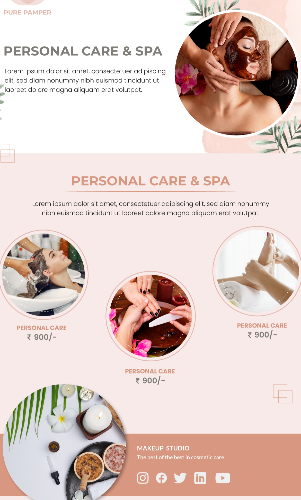 PURE PAMPER
PERSONAL CARE & SPA
Lorem ipsum dolor sit amet, consectetuer adipiscing
elit, sed diam nonummy nibh euismod tincidunt ut
laoreet dolore magna aliquam erat volutpat.
PERSONAL CARE & SPA
Lorem ipsum dolor sit amet, consectetuer adipiscing elit, sed diam nonummy
nibh euismod tincidunt ut laoreet dolore magna aliquam erat volutpat.
PERSONAL CARE
₹ 900/-
PERSONAL CARE
₹ 900/-
PERSONAL CARE
₹ 900/-
MAKEUP STUDIO
The best of the best in cosmetic care